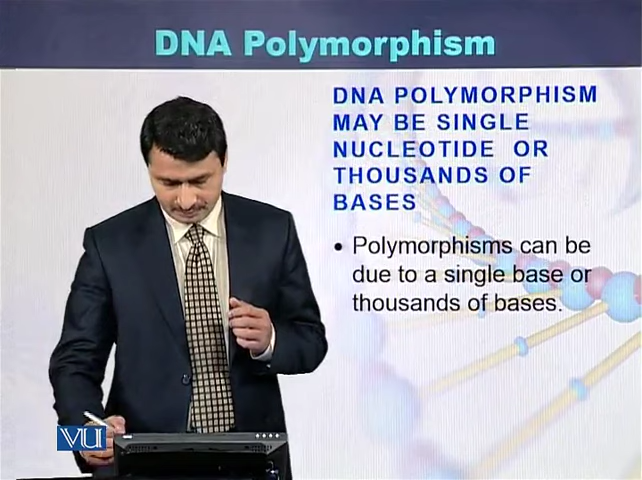 DNA Polymorphism
DNA POLYMORPHISM
MAY BE SINGLE
NUCLEOTIDE OR
THOUSANDS OF
BASES
• Polymorphisms can be
due to a single base or
thousands of bases.
VU